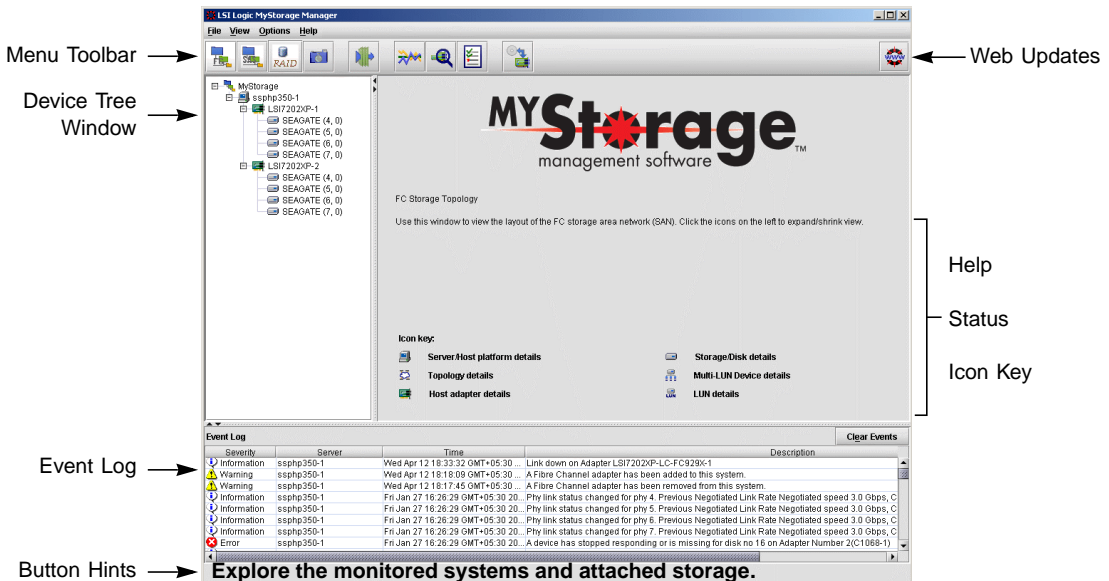 LSI Logic MyStorage Manager
File View Options Help
Menu Toolbar
RAID
WWW
Web Updates
Device Tree
Window
MyStorage
ssphp350-1
LSI7202XP-1
SEAGATE (4, 0)
SEAGATE (5, 0)
SEAGATE (6, 0)
SEAGATE (7, 0)
LSI7202XP-2
SEAGATE (4, 0)
SEAGATE (5, 0)
SEAGATE (6, 0)
SEAGATE (7, 0)
MYStorage TM
management software
FC Storage Topology
Use this window to view the layout of the FC storage area network (SAN). Click the icons on the left to expand/shrink view.
Help
Status
Icon Key
Icon key:
Server/Host platform details Storage/Disk details
Topology details Multi-LUN Device details
Host adapter details LUN details
Event Log Clear Events
Severity Server Time Description
Event Log
Information ssphp350-1 Wed Apr 12 18:33:32 GMT+05:30 ... Link down on Adapter LSI7202XP-LC-FC929X-1
Warning ssphp350-1 Wed Apr 12 18:18:09 GMT+05:30 ... A Fibre Channel adapter has been added to this system.
Warning ssphp350-1 Wed Apr 12 18:17:45 GMT+05:30 ... A Fibre Channel adapter has been removed from this system.
Information ssphp350-1 Fri Jan 27 16:26:29 GMT+05:30 20... Phy link status changed for phy 4. Previous Negotiated Link Rate Negotiated speed 3.0 Gbps, C
Information ssphp350-1 Fri Jan 27 16:26:29 GMT+05:30 20... Phy link status changed for phy 5. Previous Negotiated Link Rate Negotiated speed 3.0 Gbps, C
Information ssphp350-1 Fri Jan 27 16:26:29 GMT+05:30 20... Phy link status changed for phy 6. Previous Negotiated Link Rate Negotiated speed 3.0 Gbps, C
Information ssphp350-1 Fri Jan 27 16:26:29 GMT+05:30 20... Phy link status changed for phy 7. Previous Negotiated Link Rate Negotiated speed 3.0 Gbps, C
Error ssphp350-1 Fri Jan 27 16:26:29 GMT+05:30 20... A device has stopped responding or is missing for disk no 16 on Adapter Number 2(C1068-1)
Button Hints
Explore the monitored systems and attached storage.